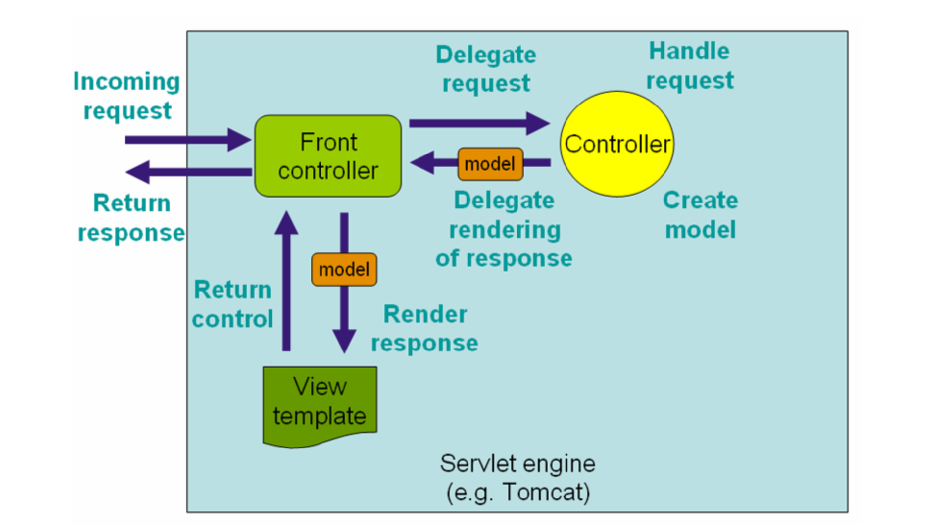 Incoming
request
Return
response
Front
controller
Delegate
request
Handle
request
Controller
model
Delegate
rendering
of response
Create
model
model
Return
control
Render
response
View
template
Servlet engine
(e.g. Tomcat)